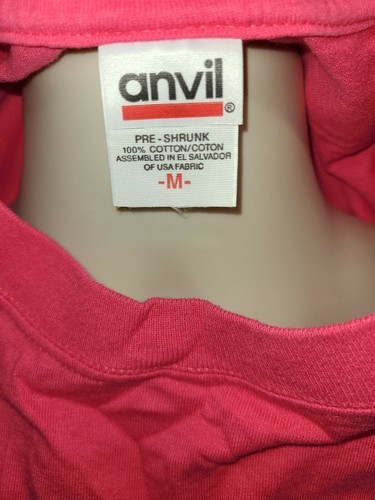 anvil
®
PRE-SHRUNK
100% COTTON/COTON
ASSEMBLED IN EL SALVADOR
OF USA FABRIC
-M-